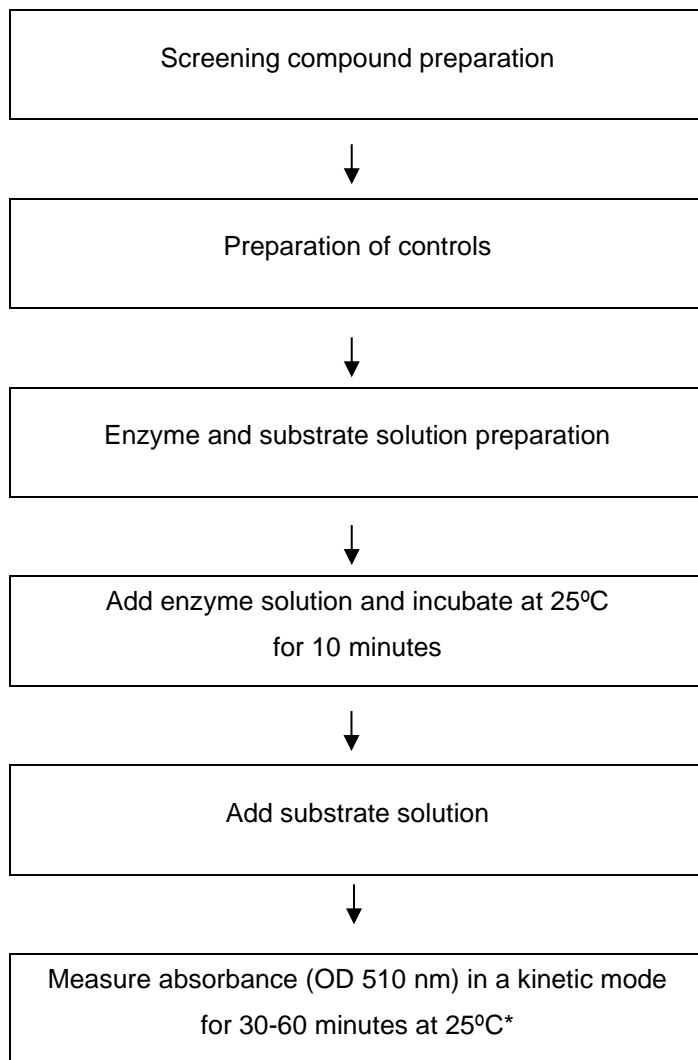 Screening compound preparation
Preparation of controls
Enzyme and substrate solution preparation
Add enzyme solution and incubate at 25ºC
for 10 minutes
Add substrate solution
Measure absorbance (OD 510 nm) in a kinetic mode
for 30-60 minutes at 25ºC*